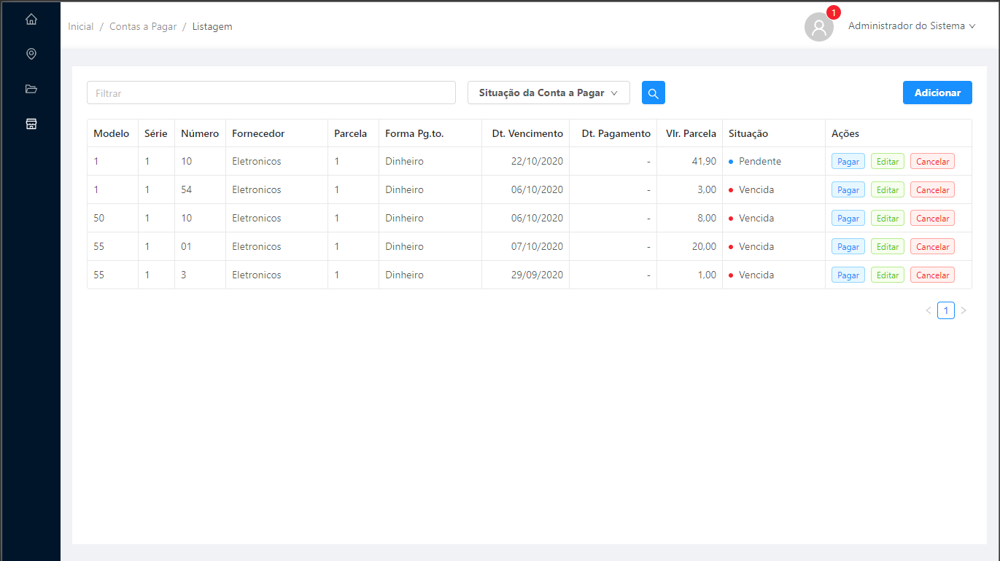 1
Inicial / Contas a Pagar / Listagem
Administrador do Sistema
Filtrar
Situação da Conta a Pagar
Adicionar
Modelo Série Número Fornecedor Parcela Forma Pg.to. Dt. Vencimento Dt. Pagamento Vlr. Parcela Situação Ações
1 1 10 Eletronicos 1 Dinheiro 22/10/2020 - 41,90 Pendente Pagar Editar Cancelar
1 1 54 Eletronicos 1 Dinheiro 06/10/2020 - 3,00 Vencida Pagar Editar Cancelar
50 1 10 Eletronicos 1 Dinheiro 06/10/2020 - 8,00 Vencida Pagar Editar Cancelar
55 1 01 Eletronicos 1 Dinheiro 07/10/2020 - 20,00 Vencida Pagar Editar Cancelar
55 1 3 Eletronicos 1 Dinheiro 29/09/2020 - 1,00 Vencida Pagar Editar Cancelar
1